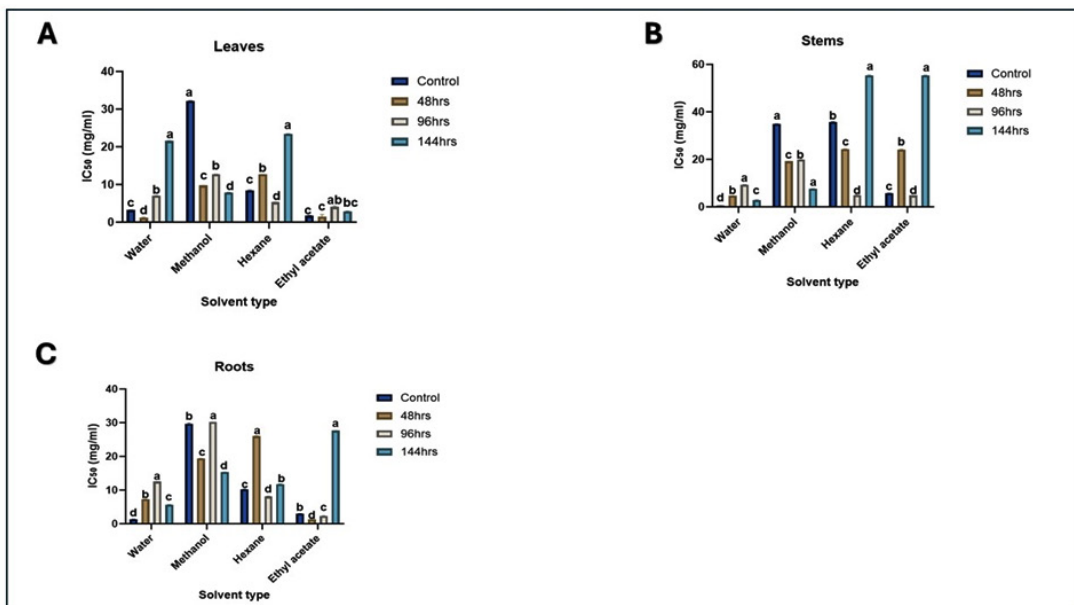 A
Leaves
40
30
20
10
0
IC50 (mg/ml)
c d b a
a c b d
c b d a
c c ab bc
Water
Methanol
Hexane
Ethyl acetate
Solvent type
Control
48hrs
96hrs
144hrs
B
Stems
60
40
20
0
IC50 (mg/ml)
d b a c
a c b a
b c d a
c b d a
Water
Methanol
Hexane
Ethyl acetate
Solvent type
Control
48hrs
96hrs
144hrs
C
Roots
40
30
20
10
0
IC50 (mg/ml)
d b a c
b c a d
c a d b
b d c a
Water
Methanol
Hexane
Ethyl acetate
Solvent type
Control
48hrs
96hrs
144hrs